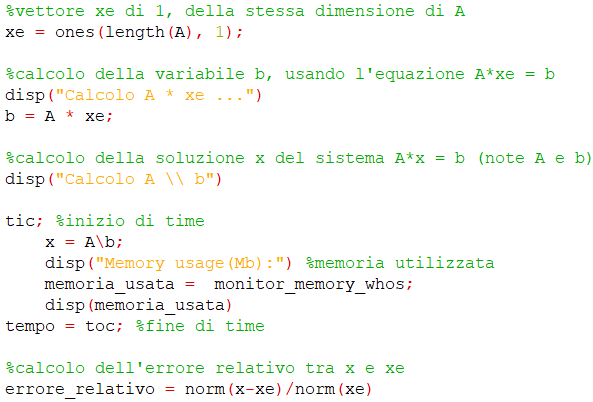 %vettore xe di 1, della stessa dimensione di A
xe = ones(length(A), 1);

%calcolo della variabile b, usando l'equazione A*xe = b
disp("Calcolo A * xe ...")
b = A * xe;

%calcolo della soluzione x del sistema A*x = b (note A e b)
disp("Calcolo A \\ b")

tic; %inizio di time
    x = A\b;
    disp("Memory usage(Mb):") %memoria utilizzata
    memoria_usata =  monitor_memory_whos;
    disp(memoria_usata)
tempo = toc; %fine di time

%calcolo dell'errore relativo tra x e xe
errore_relativo = norm(x-xe)/norm(xe)